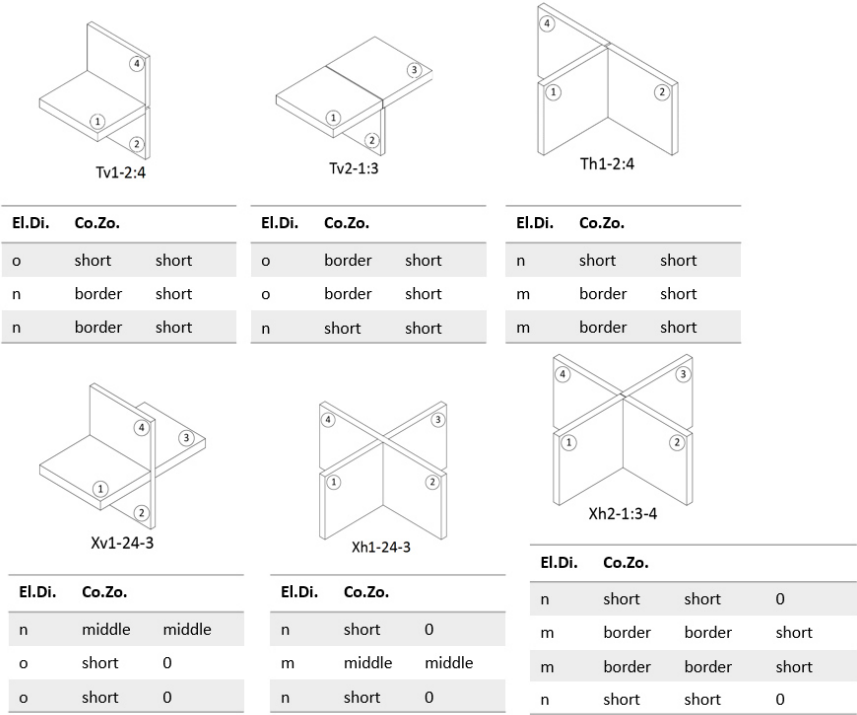 4
1
2
Tv1-2:4
3
1
2
Tv2-1:3
4
1
2
Th1-2:4
El.Di. Co.Zo.
o short short
n border short
n border short
El.Di. Co.Zo.
o border short
o border short
n short short
El.Di. Co.Zo.
n short short
m border short
m border short
4
3
1
2
Xv1-24-3
4
3
1
2
Xh1-24-3
4
3
1
2
Xh2-1:3-4
El.Di. Co.Zo.
n middle middle
o short 0
o short 0
El.Di. Co.Zo.
n short 0
m middle middle
n short 0
El.Di. Co.Zo.
n short short 0
m border border short
m border border short
n short short 0